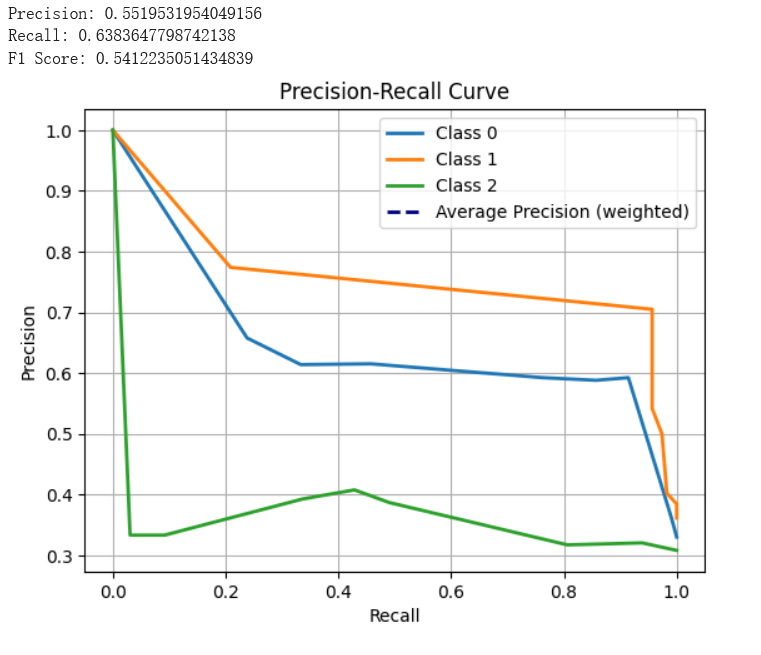 Precision: 0.5519531954049156
Recall: 0.6383647798742138
F1 Score: 0.5412235051434839
Precision-Recall Curve
Class 0
Class 1
Class 2
Average Precision (weighted)
1.0
0.9
0.8
0.7
0.6
0.5
0.4
0.3
Precision
0.0 0.2 0.4 0.6 0.8 1.0
Recall